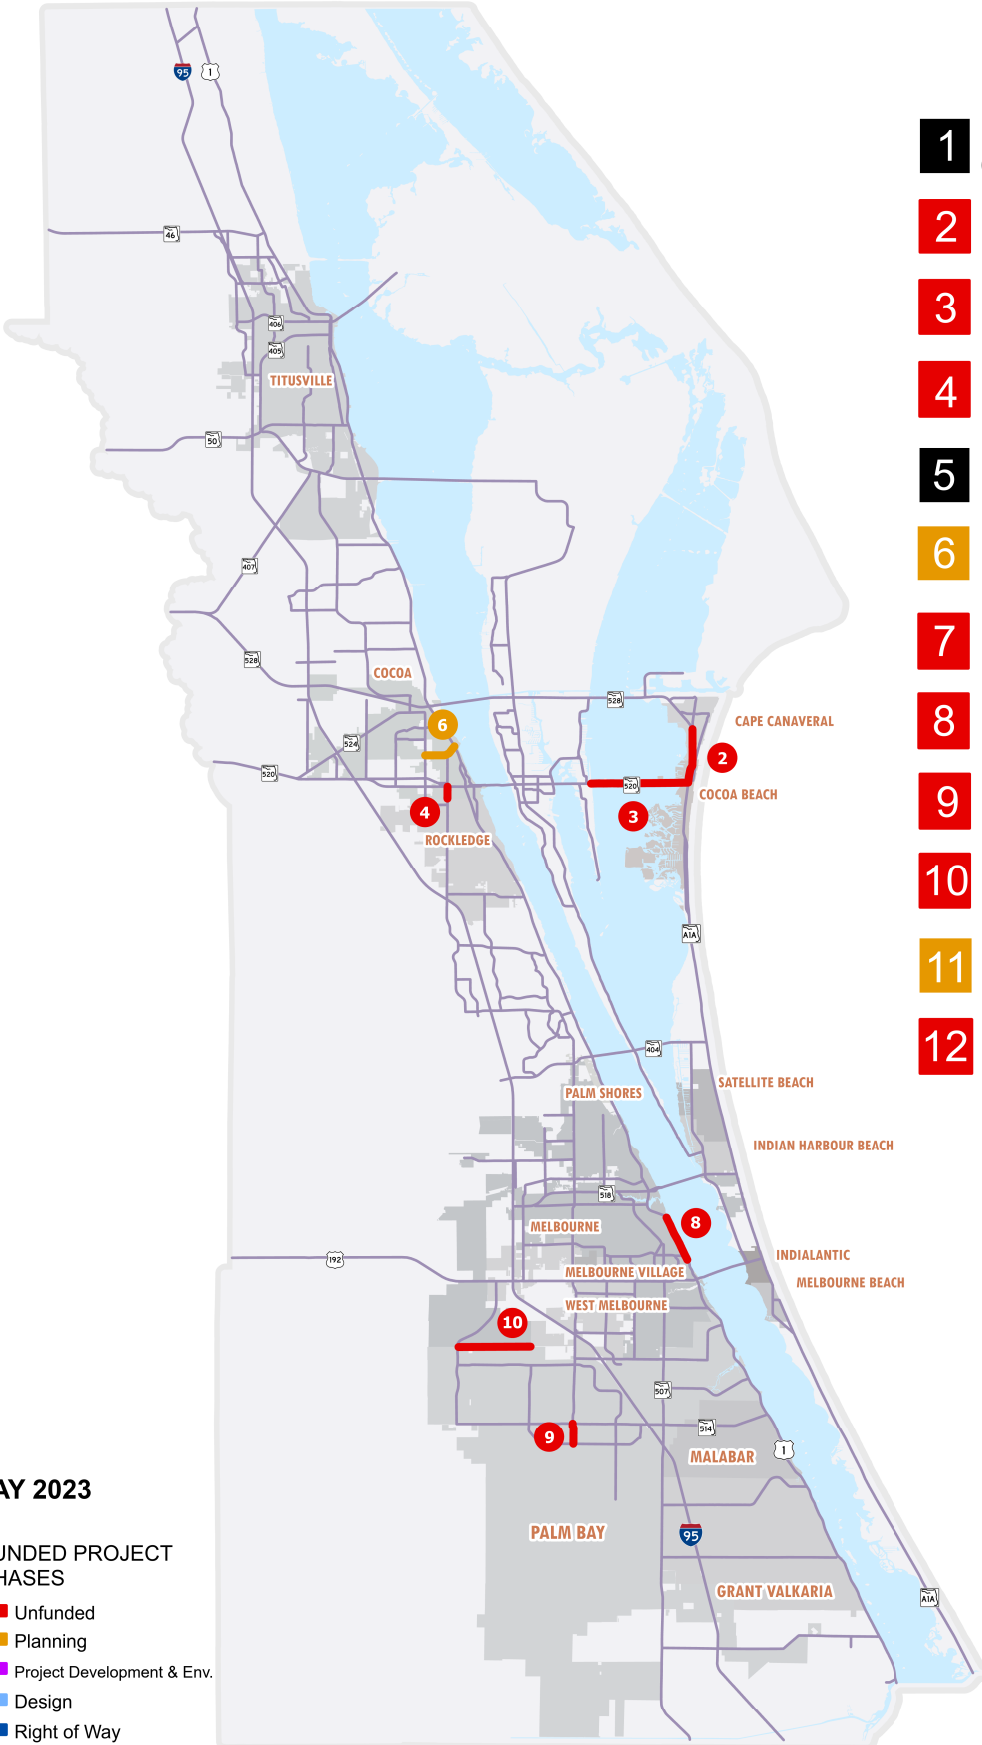 95
1
1
2
46
3
406
405
TITUSVILLE
4
50
5
6
407
7
528
COCOA
528
8
6
CAPE CANAVERAL
524
2
520
520
COCOA BEACH
9
4
3
ROCKLEDGE
10
A1A
11
404
12
SATELLITE BEACH
PALM SHORES
INDIAN HARBOUR BEACH
518
8
MELBOURNE
192
INDIALANTIC
MELBOURNE VILLAGE
MELBOURNE BEACH
WEST MELBOURNE
10
507
514
9
1
MALABAR
AY 2023
PALM BAY
95
UNDED PROJECT
HASES
GRANT VALKARIA
A1A
Unfunded
Planning
Project Development & Env.
Design
Right of Way